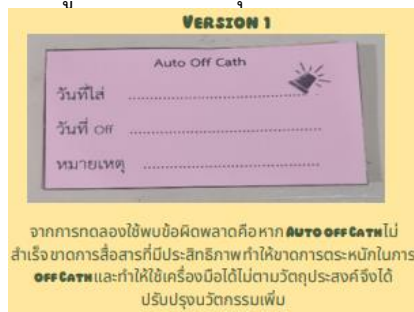 VERSION 1
Auto Off Cath
วันที่ใส่ ........................................
วันที่ Off ........................................
หมายเหตุ ........................................
จากการทดลองใช้พบข้อผิดพลาดคือหาก AUTO OFF CATH ไม่
สำเร็จ ขาดการสื่อสารที่มีประสิทธิภาพทำให้ขาดการตระหนักในการ
OFF CATH และทำให้ใช้เครื่องมือได้ไม่ตามวัตถุประสงค์จึงได้
ปรับปรุงนวัตกรรมเพิ่ม